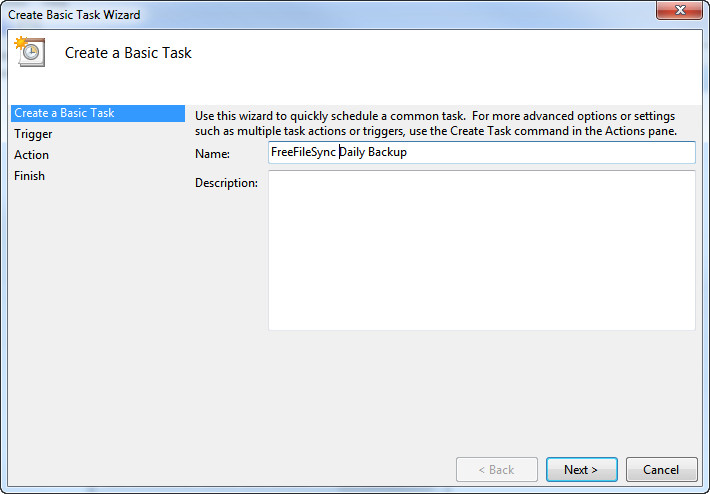 Create Basic Task Wizard
Create a Basic Task
Create a Basic Task
Trigger
Action
Finish
Use this wizard to quickly schedule a common task.  For more advanced options or settings
such as multiple task actions or triggers, use the Create Task command in the Actions pane.
Name: FreeFileSync Daily Backup
Description:
< Back Next > Cancel